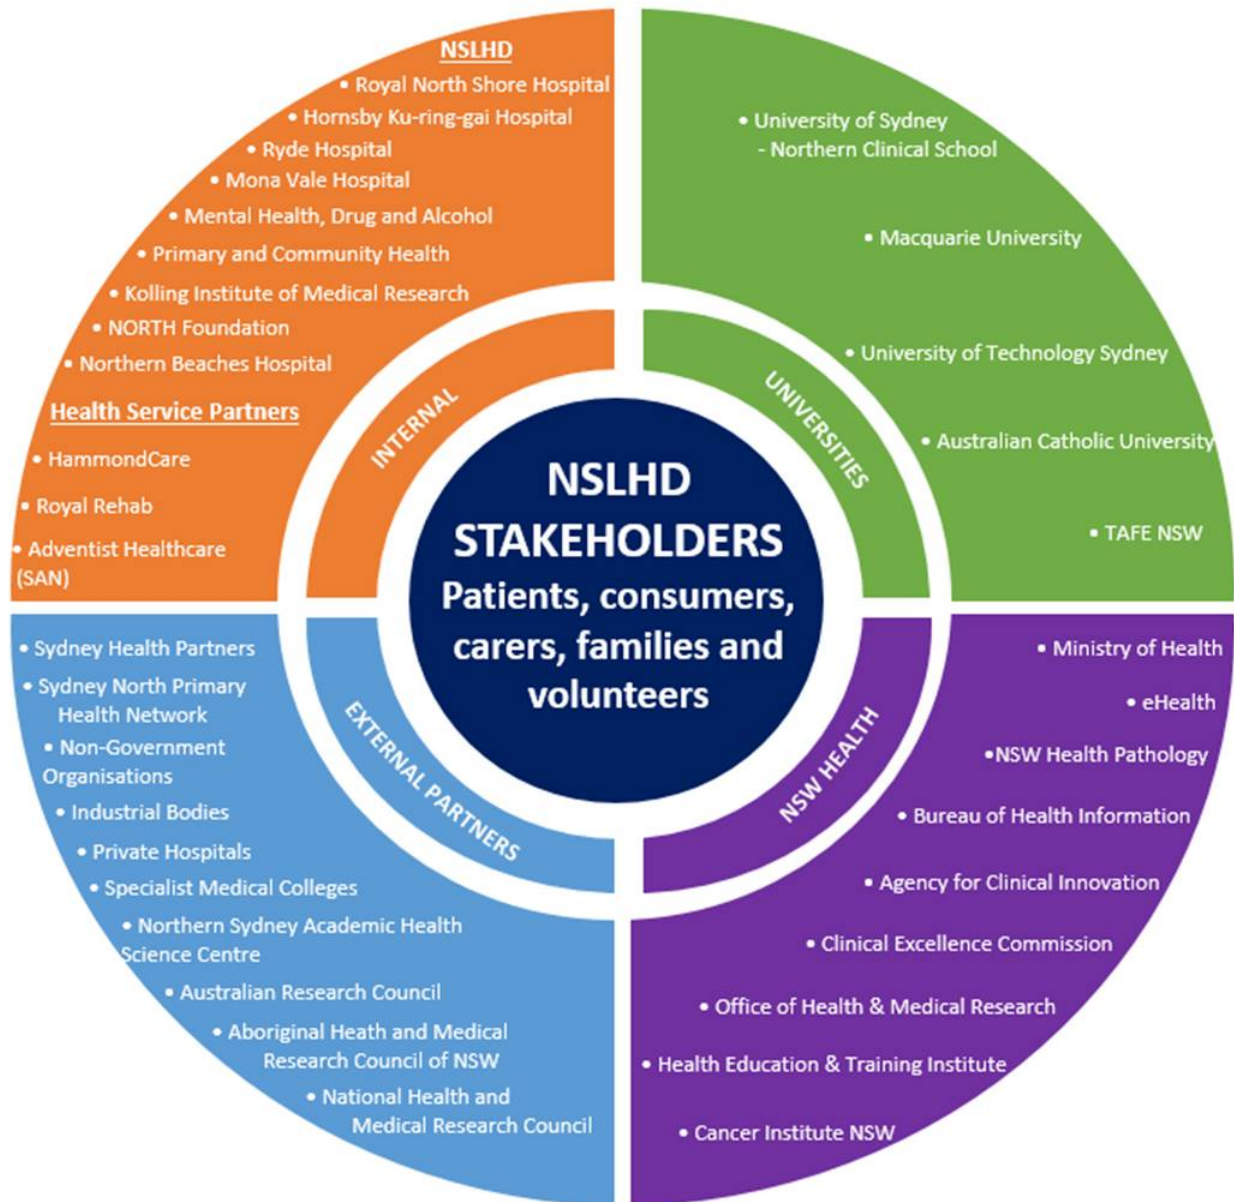 NSLHD
• Royal North Shore Hospital
• Hornsby Ku-ring-gai Hospital
• Ryde Hospital
• Mona Vale Hospital
• Mental Health, Drug and Alcohol
• Primary and Community Health
• Kolling Institute of Medical Research
• NORTH Foundation
• Northern Beaches Hospital
Health Service Partners
• HammondCare
• Royal Rehab
• Adventist Healthcare
(SAN)
INTERNAL
• University of Sydney
- Northern Clinical School
• Macquarie University
• University of Technology Sydney
• Australian Catholic University
• TAFE NSW
UNIVERSITIES
NSLHD
STAKEHOLDERS
Patients, consumers,
carers, families and
volunteers
• Sydney Health Partners
• Sydney North Primary
Health Network
• Non-Government
Organisations
• Industrial Bodies
• Private Hospitals
• Specialist Medical Colleges
• Northern Sydney Academic Health
Science Centre
• Australian Research Council
• Aboriginal Heath and Medical
Research Council of NSW
• National Health and
Medical Research Council
EXTERNAL PARTNERS
• Ministry of Health
• eHealth
•NSW Health Pathology
• Bureau of Health Information
• Agency for Clinical Innovation
• Clinical Excellence Commission
• Office of Health & Medical Research
• Health Education & Training Institute
• Cancer Institute NSW
NSW HEALTH